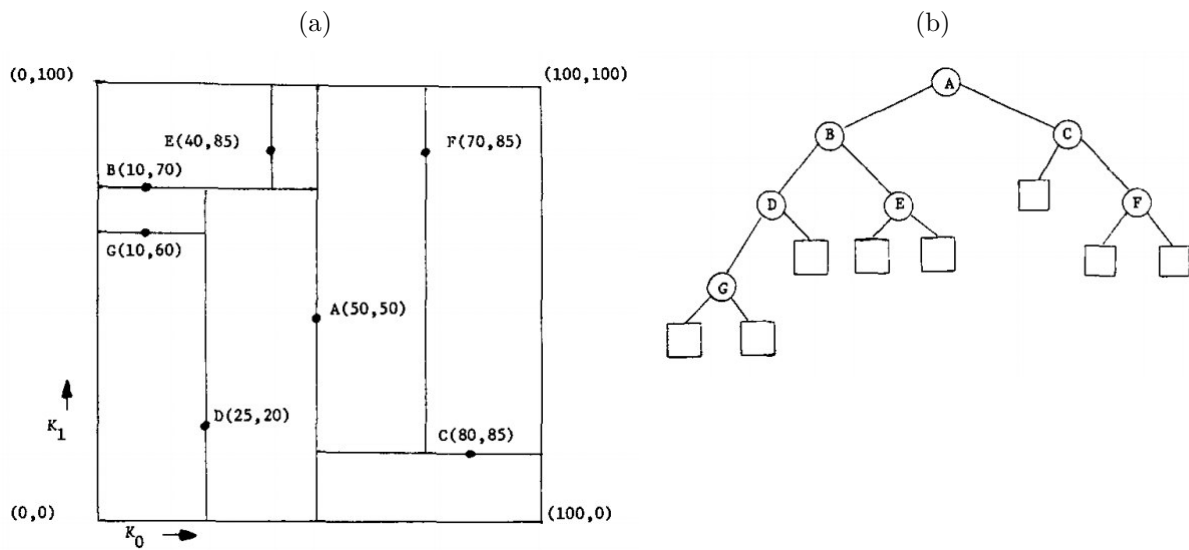 (a)
(0,100)
(100,100)
E(40,85)
F(70,85)
B(10,70)
G(10,60)
A(50,50)
D(25,20)
C(80,85)
K1
(0,0)
(100,0)
K0
(b)
A
B
C
D
E
F
G